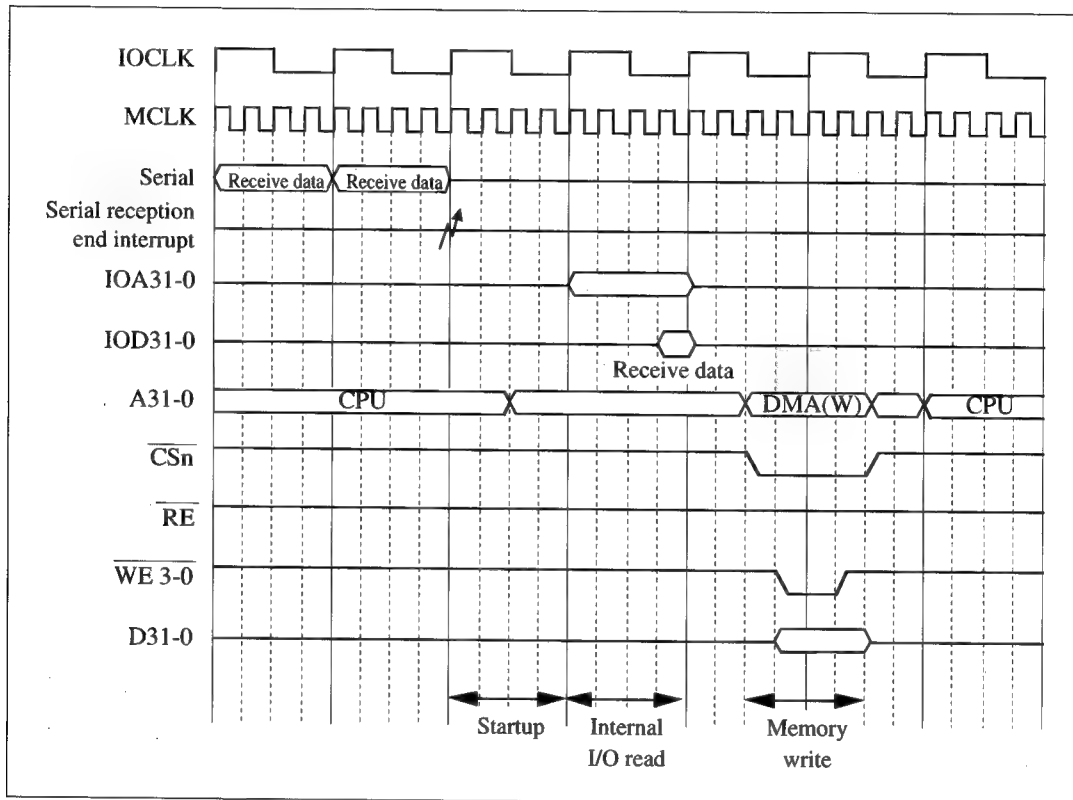 IOCLK
MCLK
Serial
Receive data
Receive data
Serial reception
end interrupt
IOA31-0
IOD31-0
Receive data
A31-0
CPU
DMA(W)
CPU
CSn
RE
WE 3-0
D31-0
Startup
Internal
I/O read
Memory
write